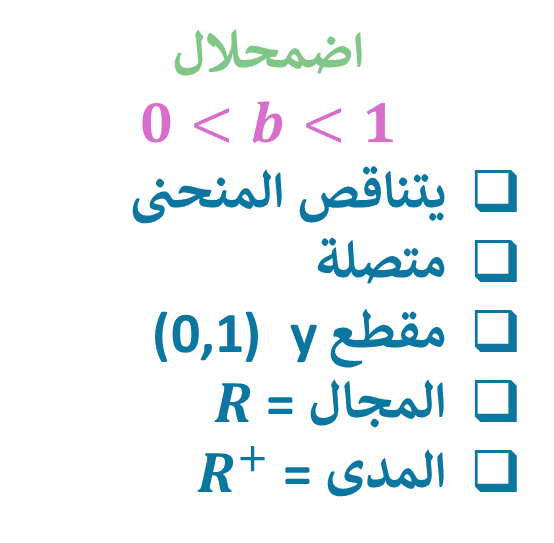 اضمحلال
0 < b < 1
❑ يتناقص المنحنى
❑ متصلة
❑ مقطع y (0,1)
❑ المجال = R
❑ المدى = R⁺